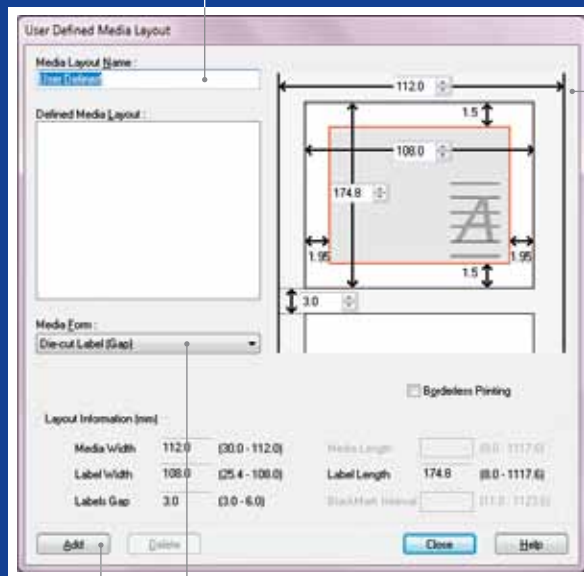 User Defined Media Layout
Media Layout Name :
User Defined
Defined Media Layout :
112.0
1.5
108.0
174.8
A
1.95
1.95
1.5
3.0
Media Form :
Die-cut Label (Gap)
Borderless Printing
Layout Information (mm)
Media Width 112.0 (30.0 - 112.0) Media Length
Label Width 108.0 (25.4 - 108.0) Label Length 174.8 (8.0 - 1117.6)
Labels Gap 3.0 (3.0 - 6.0) BlackMark Interval
Add Delete Close Help